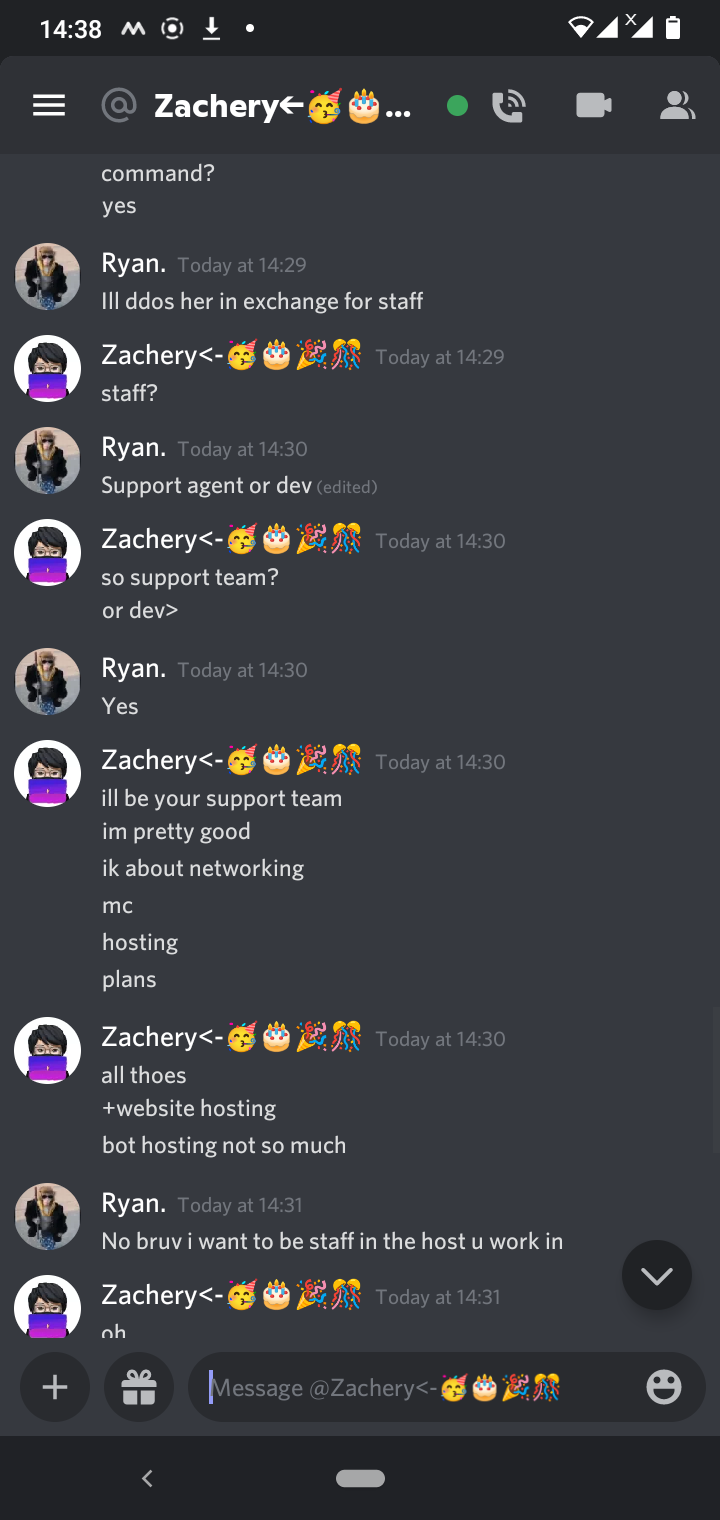 14:38
X
@ Zachery<-🥳🎂...
command?
yes
Ryan. Today at 14:29
Ill ddos her in exchange for staff
Zachery<-🥳🎂🎉🎊 Today at 14:29
staff?
Ryan. Today at 14:30
Support agent or dev (edited)
Zachery<-🥳🎂🎉🎊 Today at 14:30
so support team?
or dev>
Ryan. Today at 14:30
Yes
Zachery<-🥳🎂🎉🎊 Today at 14:30
ill be your support team
im pretty good
ik about networking
mc
hosting
plans
Zachery<-🥳🎂🎉🎊 Today at 14:30
all thoes
+website hosting
bot hosting not so much
Ryan. Today at 14:31
No bruv i want to be staff in the host u work in
Zachery<-🥳🎂🎉🎊 Today at 14:31
oh
Message @Zachery<-🥳🎂🎉🎊